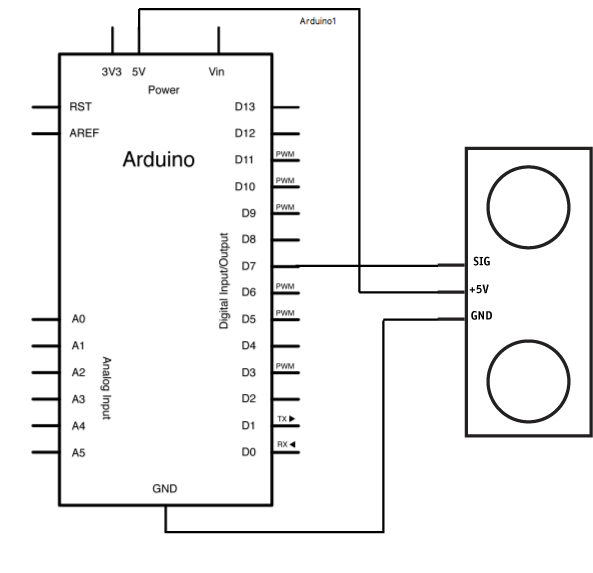 Arduino1
3V3 5V Vin
Power
RST D13
AREF D12
Arduino
D11 PWM
D10 PWM
D9 PWM
D8
Digital Input/Output
D7
D6 PWM
A0 D5 PWM
A1 D4
A2 D3 PWM
A3 D2
A4 D1 TX ▶
A5 D0 RX ◀
Analog Input
GND
SIG
+5V
GND